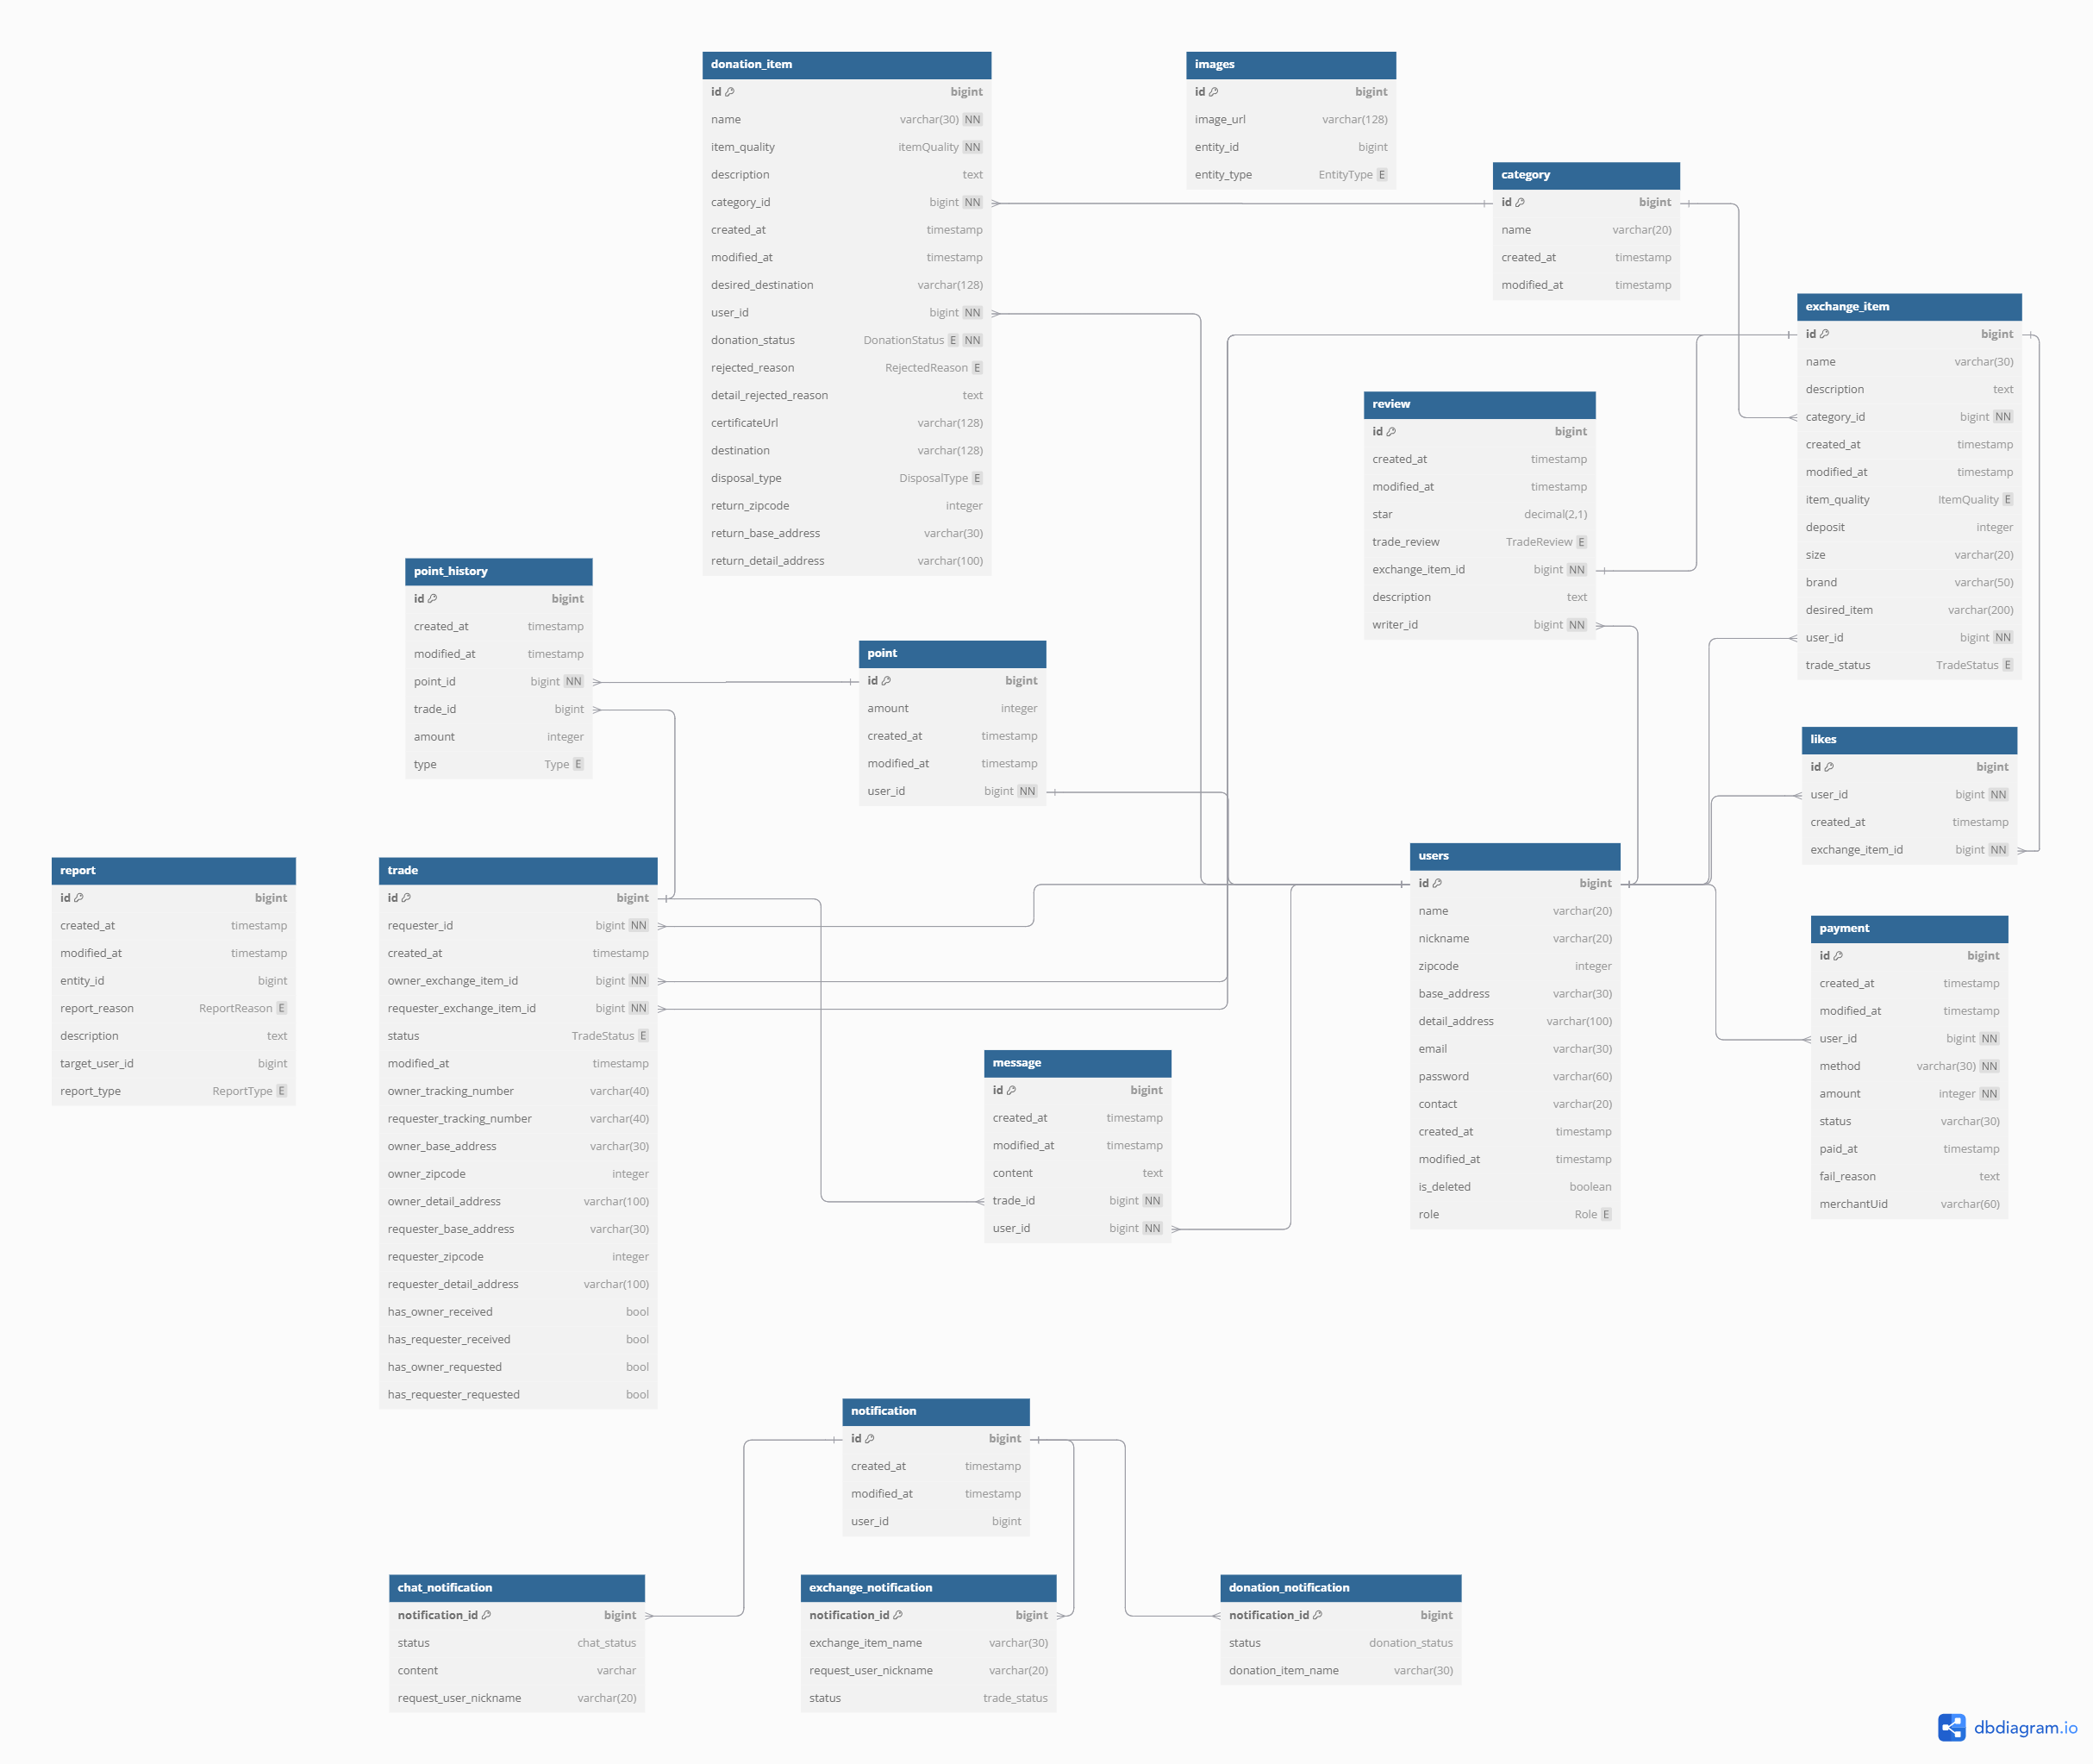 donation_item
id bigint
name varchar(30) NN
item_quality itemQuality NN
description text
category_id bigint NN
created_at timestamp
modified_at timestamp
desired_destination varchar(128)
user_id bigint NN
donation_status DonationStatus E NN
rejected_reason RejectedReason E
detail_rejected_reason text
certificateUrl varchar(128)
destination varchar(128)
disposal_type DisposalType E
return_zipcode integer
return_base_address varchar(30)
return_detail_address varchar(100)
images
id bigint
image_url varchar(128)
entity_id bigint
entity_type EntityType E
category
id bigint
name varchar(20)
created_at timestamp
modified_at timestamp
exchange_item
id bigint
name varchar(30)
description text
category_id bigint NN
created_at timestamp
modified_at timestamp
item_quality ItemQuality E
deposit integer
size varchar(20)
brand varchar(50)
desired_item varchar(200)
user_id bigint NN
trade_status TradeStatus E
review
id bigint
created_at timestamp
modified_at timestamp
star decimal(2,1)
trade_review TradeReview E
exchange_item_id bigint NN
description text
writer_id bigint NN
point_history
id bigint
created_at timestamp
modified_at timestamp
point_id bigint NN
trade_id bigint
amount integer
type Type E
point
id bigint
amount integer
created_at timestamp
modified_at timestamp
user_id bigint NN
likes
id bigint
user_id bigint NN
created_at timestamp
exchange_item_id bigint NN
report
id bigint
created_at timestamp
modified_at timestamp
entity_id bigint
report_reason ReportReason E
description text
target_user_id bigint
report_type ReportType E
trade
id bigint
requester_id bigint NN
created_at timestamp
owner_exchange_item_id bigint NN
requester_exchange_item_id bigint NN
status TradeStatus E
modified_at timestamp
owner_tracking_number varchar(40)
requester_tracking_number varchar(40)
owner_base_address varchar(30)
owner_zipcode integer
owner_detail_address varchar(100)
requester_base_address varchar(30)
requester_zipcode integer
requester_detail_address varchar(100)
has_owner_received bool
has_requester_received bool
has_owner_requested bool
has_requester_requested bool
users
id bigint
name varchar(20)
nickname varchar(20)
zipcode integer
base_address varchar(30)
detail_address varchar(100)
email varchar(30)
password varchar(60)
contact varchar(20)
created_at timestamp
modified_at timestamp
is_deleted boolean
role Role E
payment
id bigint
created_at timestamp
modified_at timestamp
user_id bigint NN
method varchar(30) NN
amount integer NN
status varchar(30)
paid_at timestamp
fail_reason text
merchantUid varchar(60)
message
id bigint
created_at timestamp
modified_at timestamp
content text
trade_id bigint NN
user_id bigint NN
notification
id bigint
created_at timestamp
modified_at timestamp
user_id bigint
chat_notification
notification_id bigint
status chat_status
content varchar
request_user_nickname varchar(20)
exchange_notification
notification_id bigint
exchange_item_name varchar(30)
request_user_nickname varchar(20)
status trade_status
donation_notification
notification_id bigint
status donation_status
donation_item_name varchar(30)
dbdiagram.io